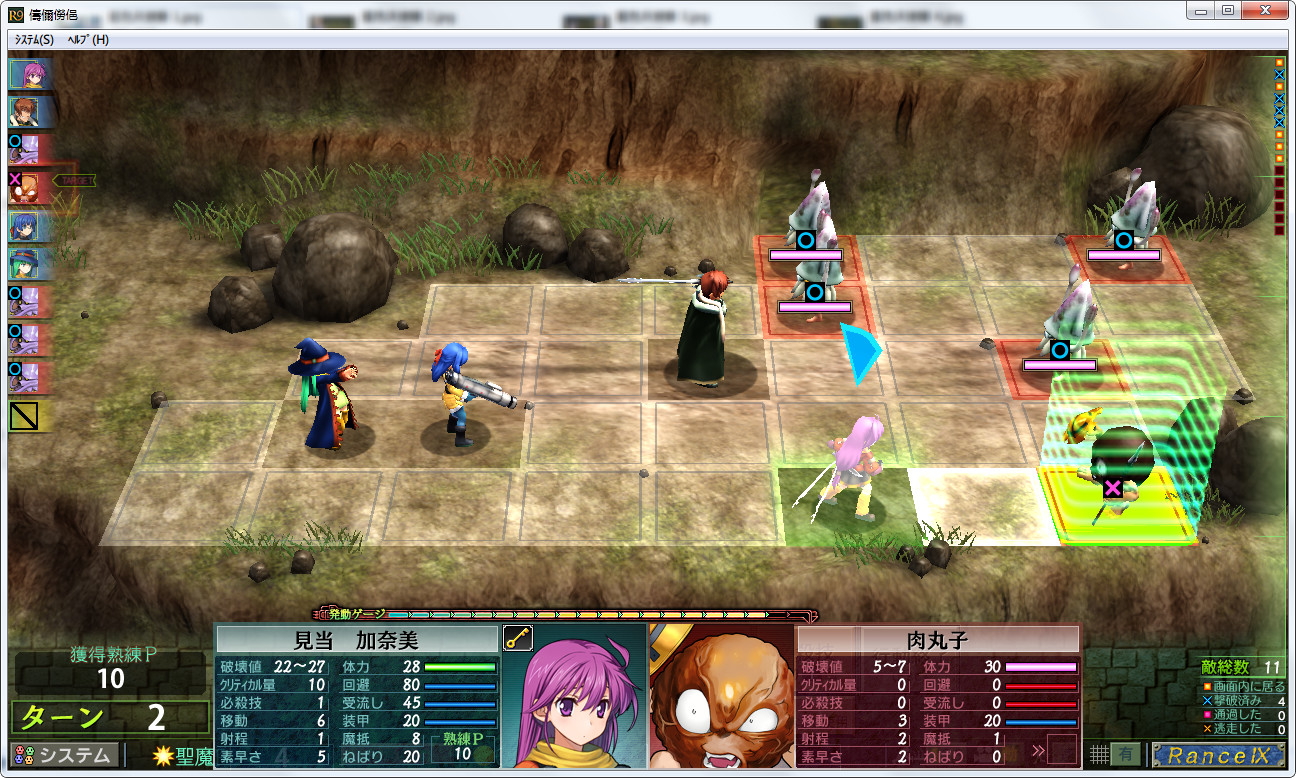 R9
ｼｽﾃﾑ(S) ﾍﾙﾌﾟ(H)
TARGET
発動ゲージ
獲得熟練P
10
ターン 2
システム
聖魔
見当 加奈美
破壊値 22～27 体力 28
ｸﾘﾃｨｶﾙ量 10 回避 80
必殺技 1 受流し 45
移動 6 装甲 20
射程 1 魔抵 8
素早さ 5 ねばり 20
熟練P
10
肉丸子
破壊値 5～7 体力 30
ｸﾘﾃｨｶﾙ量 0 回避 0
必殺技 0 受流し 0
移動 3 装甲 20
射程 2 魔抵 1
素早さ 2 ねばり 0
敵総数 11
画面内に居る
撃破済み 4
通過した 0
逃走した 0
有
RanceIX